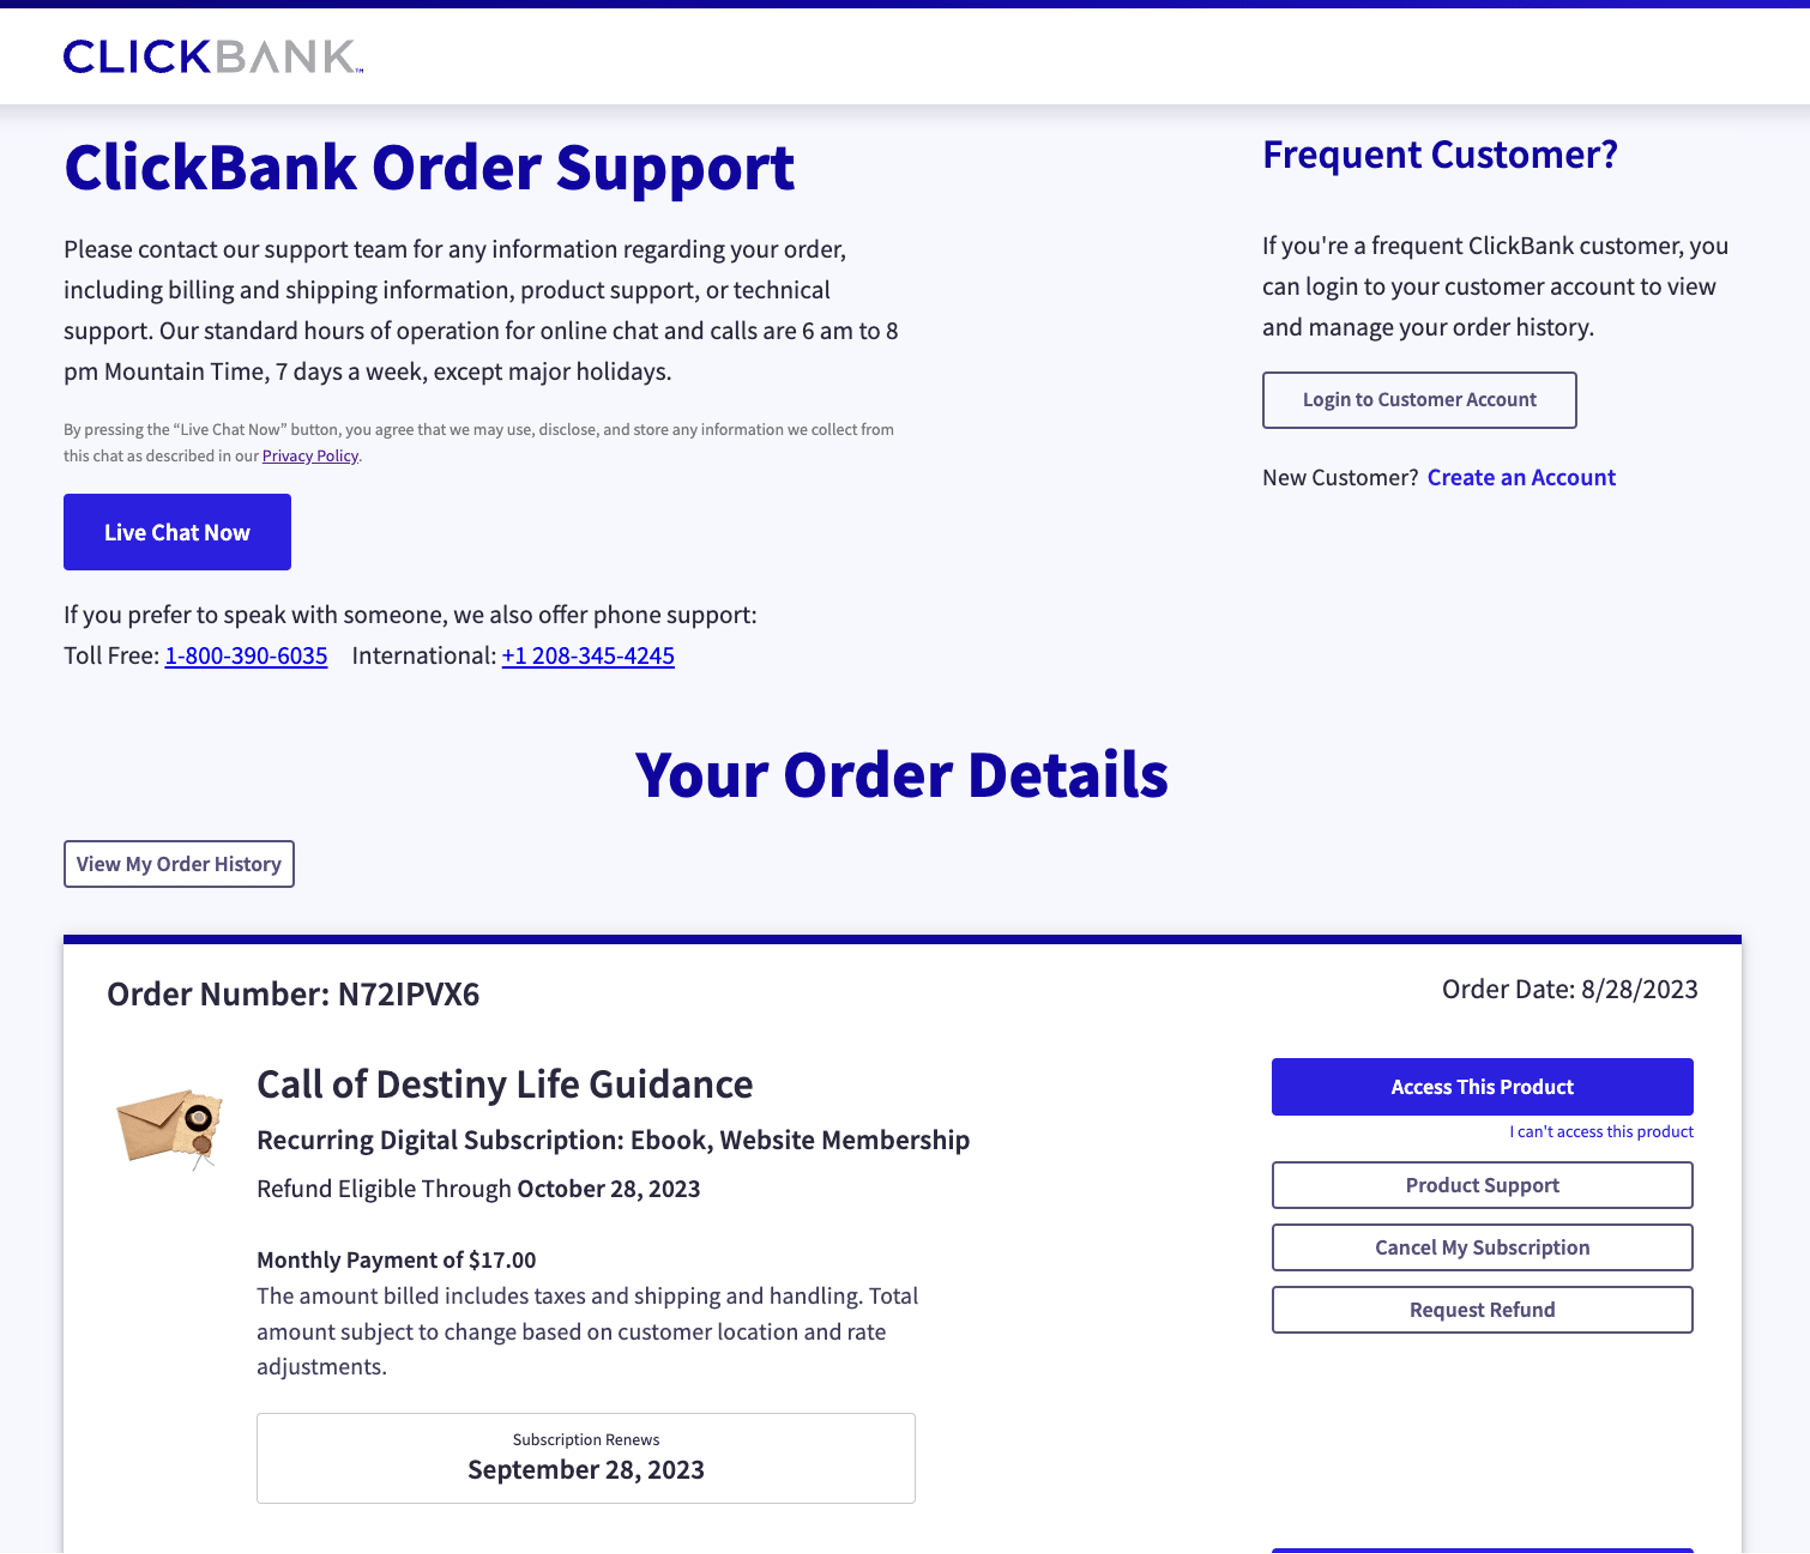 CLICKBANK™
ClickBank Order Support
Please contact our support team for any information regarding your order,
including billing and shipping information, product support, or technical
support. Our standard hours of operation for online chat and calls are 6 am to 8
pm Mountain Time, 7 days a week, except major holidays.
By pressing the “Live Chat Now” button, you agree that we may use, disclose, and store any information we collect from
this chat as described in our Privacy Policy.
Live Chat Now
If you prefer to speak with someone, we also offer phone support:
Toll Free: 1-800-390-6035 International: +1 208-345-4245
Frequent Customer?
If you're a frequent ClickBank customer, you
can login to your customer account to view
and manage your order history.
Login to Customer Account
New Customer? Create an Account
Your Order Details
View My Order History
Order Number: N72IPVX6
Order Date: 8/28/2023
Call of Destiny Life Guidance
Recurring Digital Subscription: Ebook, Website Membership
Refund Eligible Through October 28, 2023
Monthly Payment of $17.00
The amount billed includes taxes and shipping and handling. Total
amount subject to change based on customer location and rate
adjustments.
Subscription Renews
September 28, 2023
Access This Product
I can't access this product
Product Support
Cancel My Subscription
Request Refund